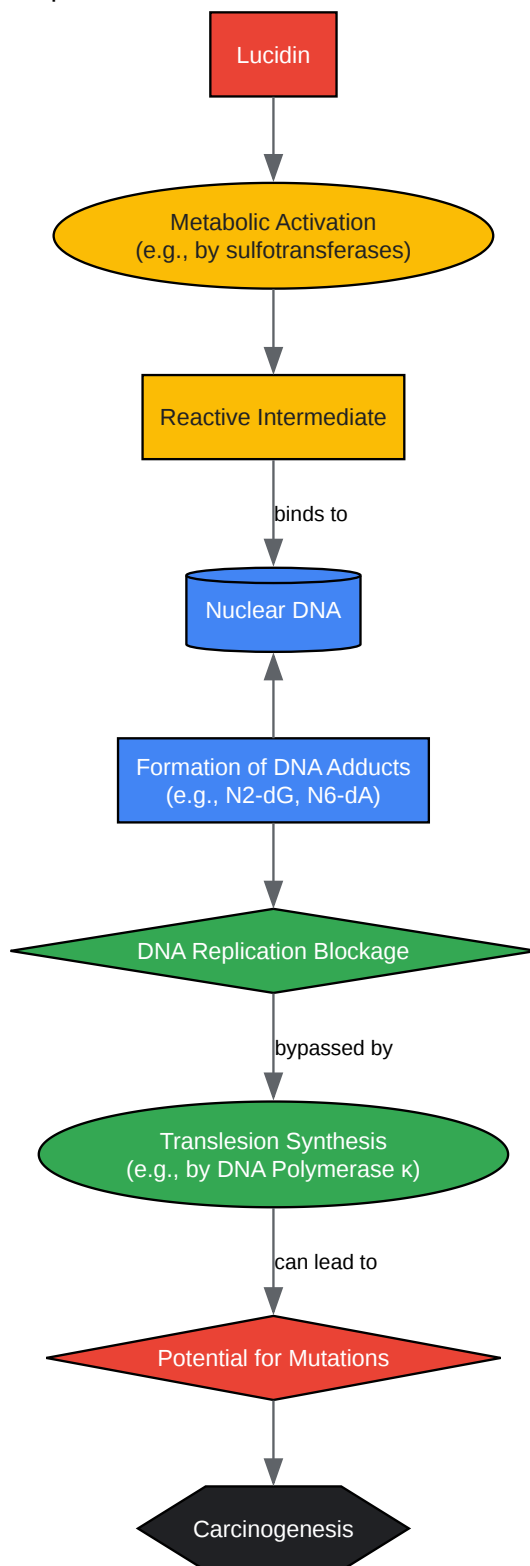 Lucidin
Metabolic Activation
(e.g., by sulfotransferases)
Reactive Intermediate
binds to
Nuclear DNA
Formation of DNA Adducts
(e.g., N2-dG, N6-dA)
DNA Replication Blockage
bypassed by
Translesion Synthesis
(e.g., by DNA Polymerase κ)
can lead to
Potential for Mutations
Carcinogenesis